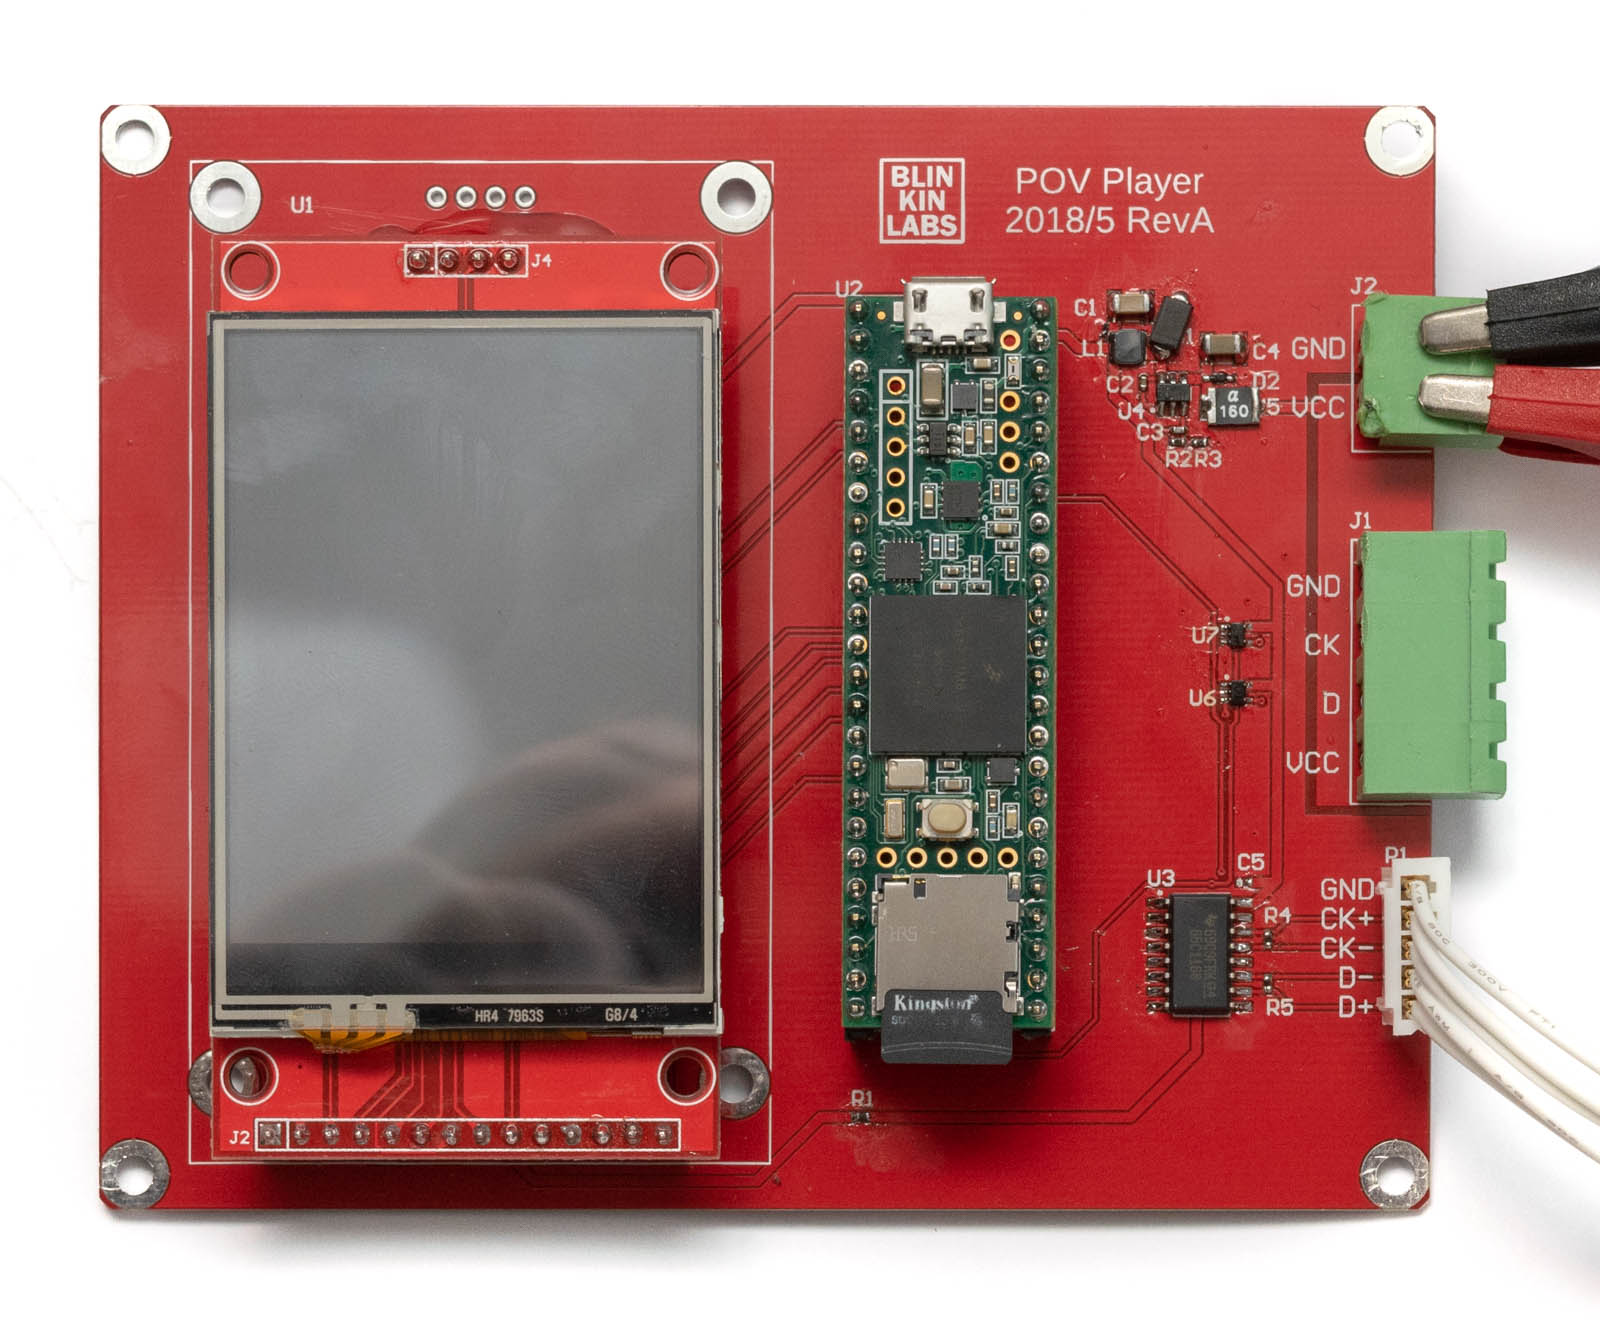 BLIN
KIN
LABS
POV Player
2018/5 RevA
U1
J4
U2
C1
L1
C2
U4
C3
R2R3
C4
D2
α
160
J2
GND
VCC
J1
GND
CK
D
VCC
U7
U6
HR4 7963S
G8/4
J2
HRS
Kingston
R1
U3
C5
R4
R5
P1
GND
CK+
CK-
D-
D+